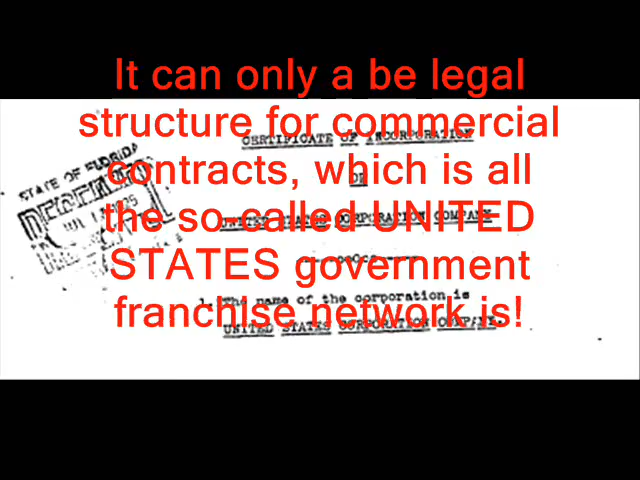 It can only a be legal
structure for commercial
CERTIFICATE OF INCORPORATION
contracts, which is all
OF
STATE OF FLORIDA
the so-called UNITED
UNITED STATES CORPORATION COMPANY
STATES government
---ooOoo---
1. The name of the corporation is
franchise network is!
UNITED STATES CORPORATION COMPANY.